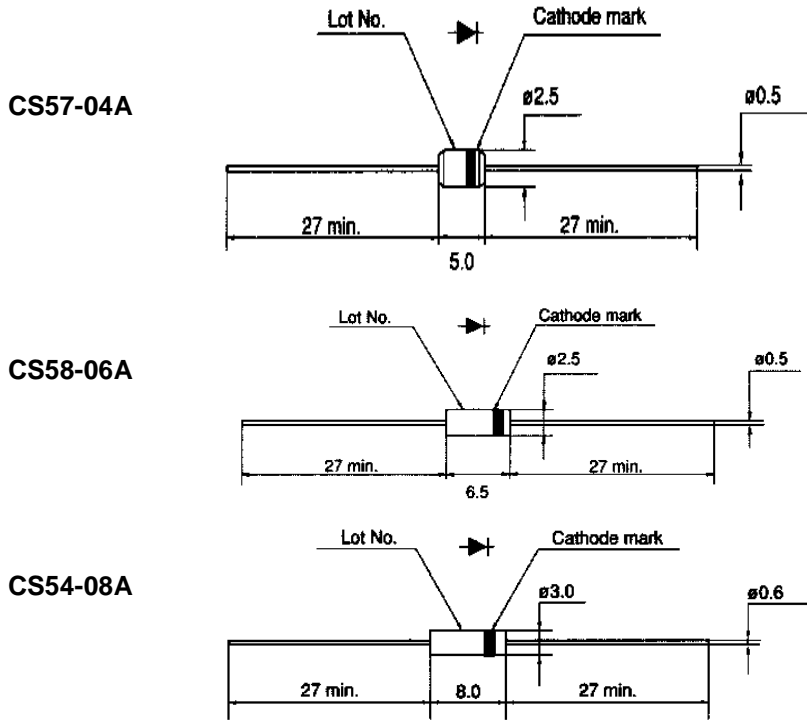 Lot No. Cathode mark
CS57-04A
ø2.5 ø0.5
27 min. 27 min.
5.0
Lot No. Cathode mark
CS58-06A
ø2.5 ø0.5
27 min. 27 min.
6.5
Lot No. Cathode mark
CS54-08A
ø3.0 ø0.6
27 min. 8.0 27 min.